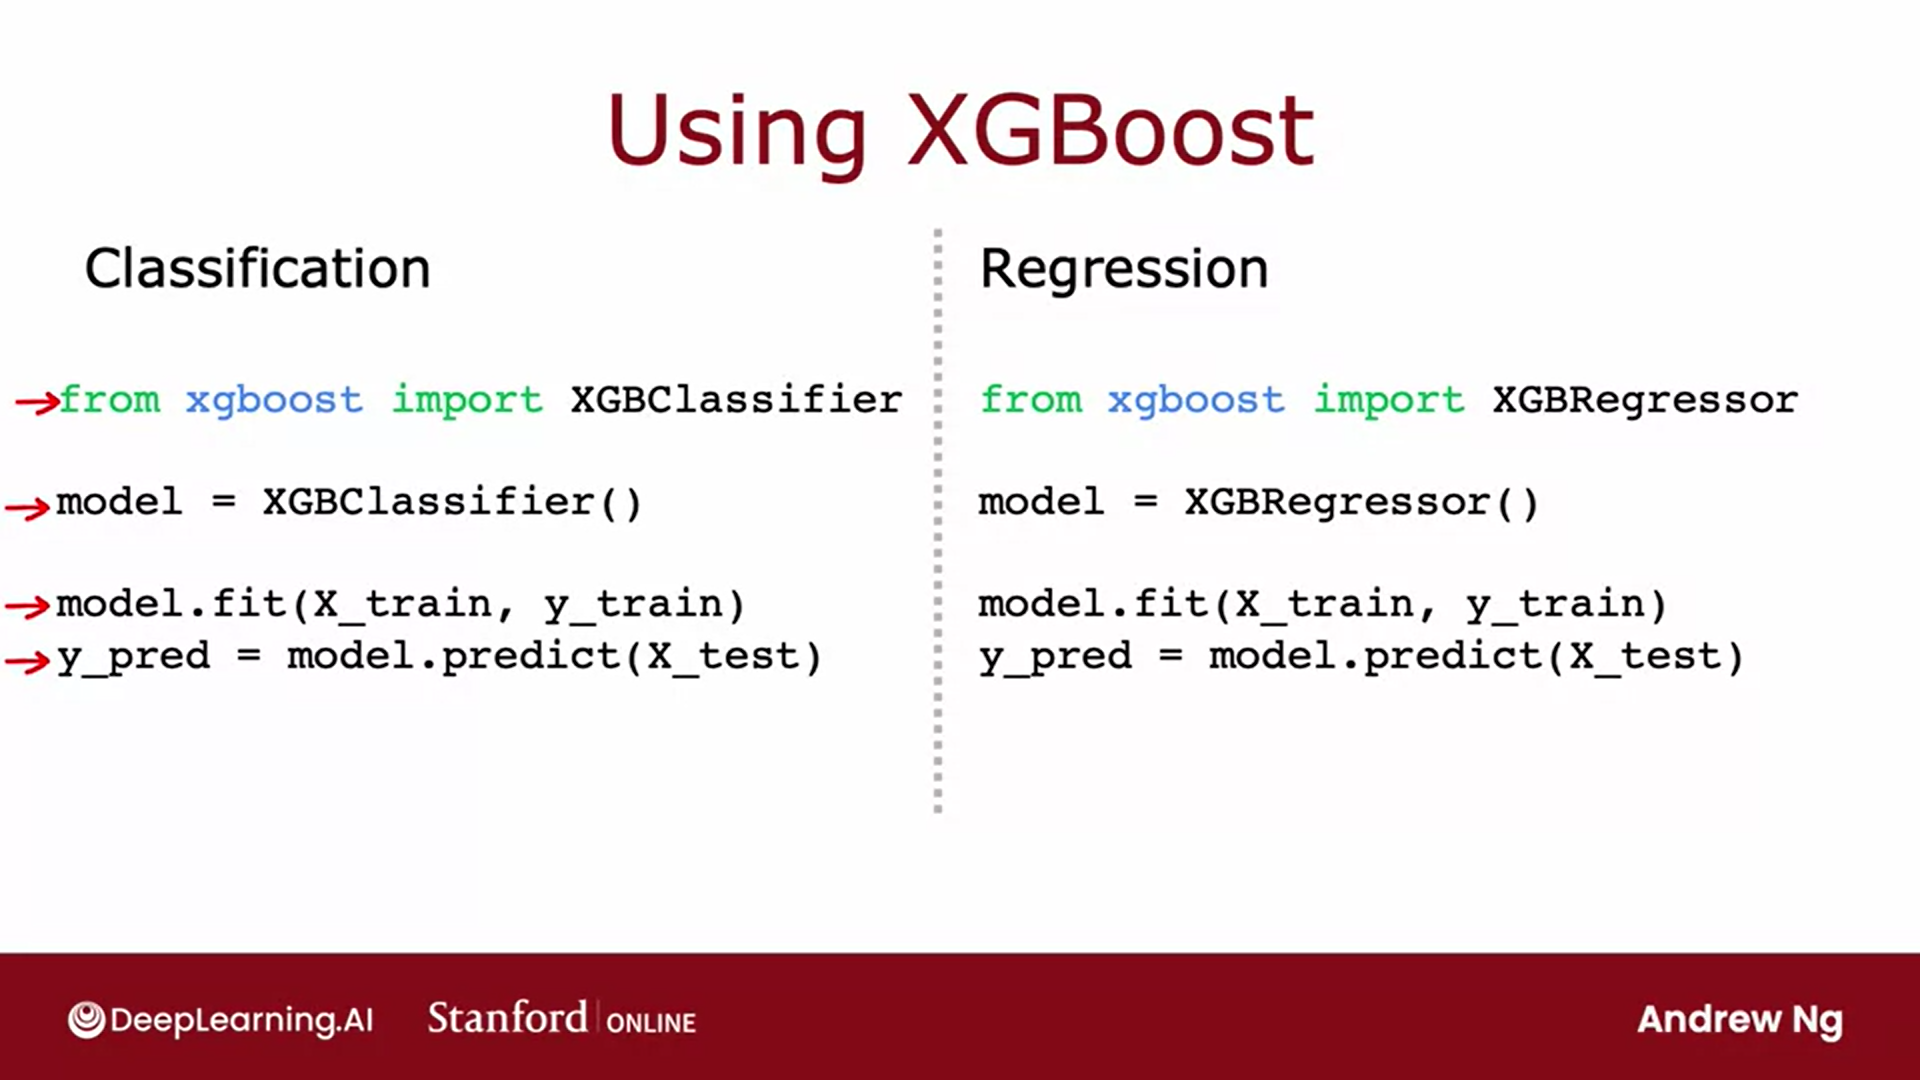 Using XGBoost
Classification
from xgboost import XGBClassifier
model = XGBClassifier()
model.fit(X_train, y_train)
y_pred = model.predict(X_test)
Regression
from xgboost import XGBRegressor
model = XGBRegressor()
model.fit(X_train, y_train)
y_pred = model.predict(X_test)
DeepLearning.AI
Stanford ONLINE
Andrew Ng